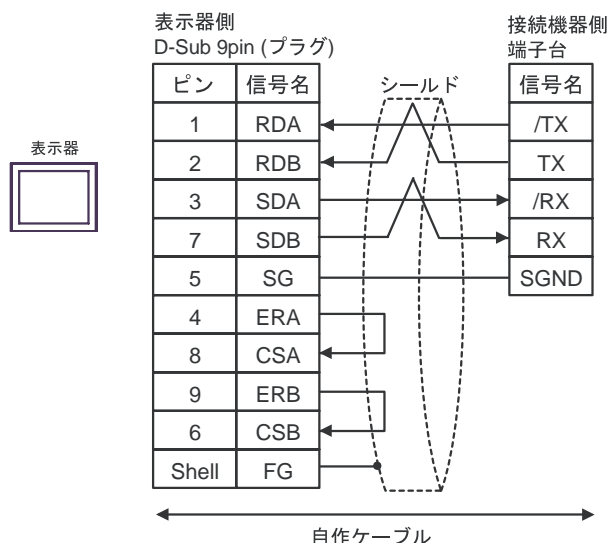 表示器側
D-Sub 9pin (プラグ)
接続機器側
端子台
表示器
ピン 信号名 シールド 信号名
1 RDA /TX
2 RDB TX
3 SDA /RX
7 SDB RX
5 SG SGND
4 ERA
8 CSA
9 ERB
6 CSB
Shell FG
自作ケーブル